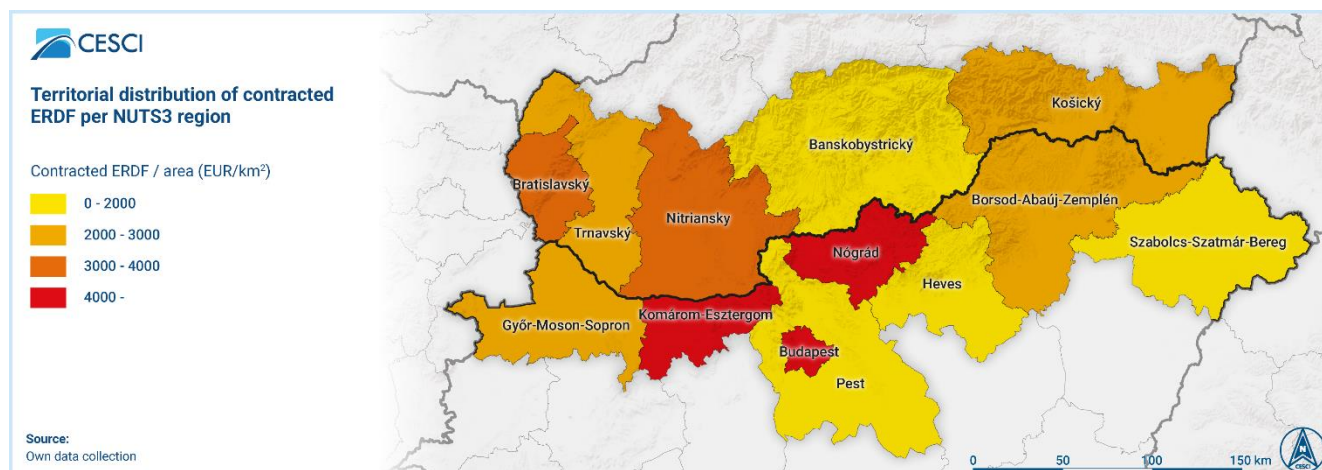 CESCI
Territorial distribution of contracted
ERDF per NUTS3 region
Contracted ERDF / area (EUR/km²)
0 - 2000
2000 - 3000
3000 - 4000
4000 -
Source:
Own data collection
Košický
Banskobystrický
Bratislavský
Borsod-Abaúj-Zemplén
Nitriansky
Trnavský
Szabolcs-Szatmár-Bereg
Nógrád
Heves
Komárom-Esztergom
Győr-Moson-Sopron
Budapest
Pest
0 50 100 150 km
CESCI